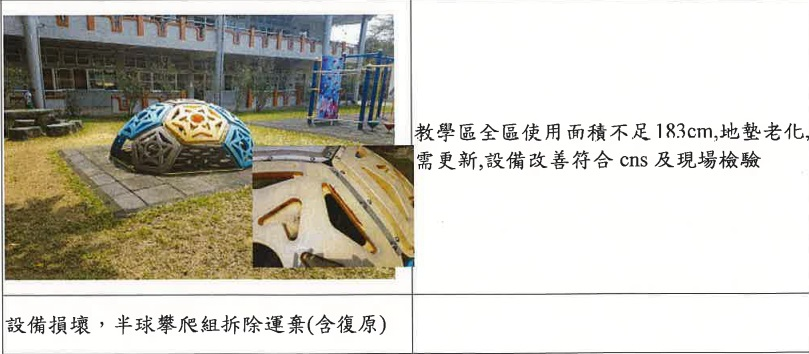 教學區全區使用面積不足183cm,地墊老化,
需更新,設備改善符合cns及現場檢驗
設備損壞，半球攀爬組拆除運棄(含復原)